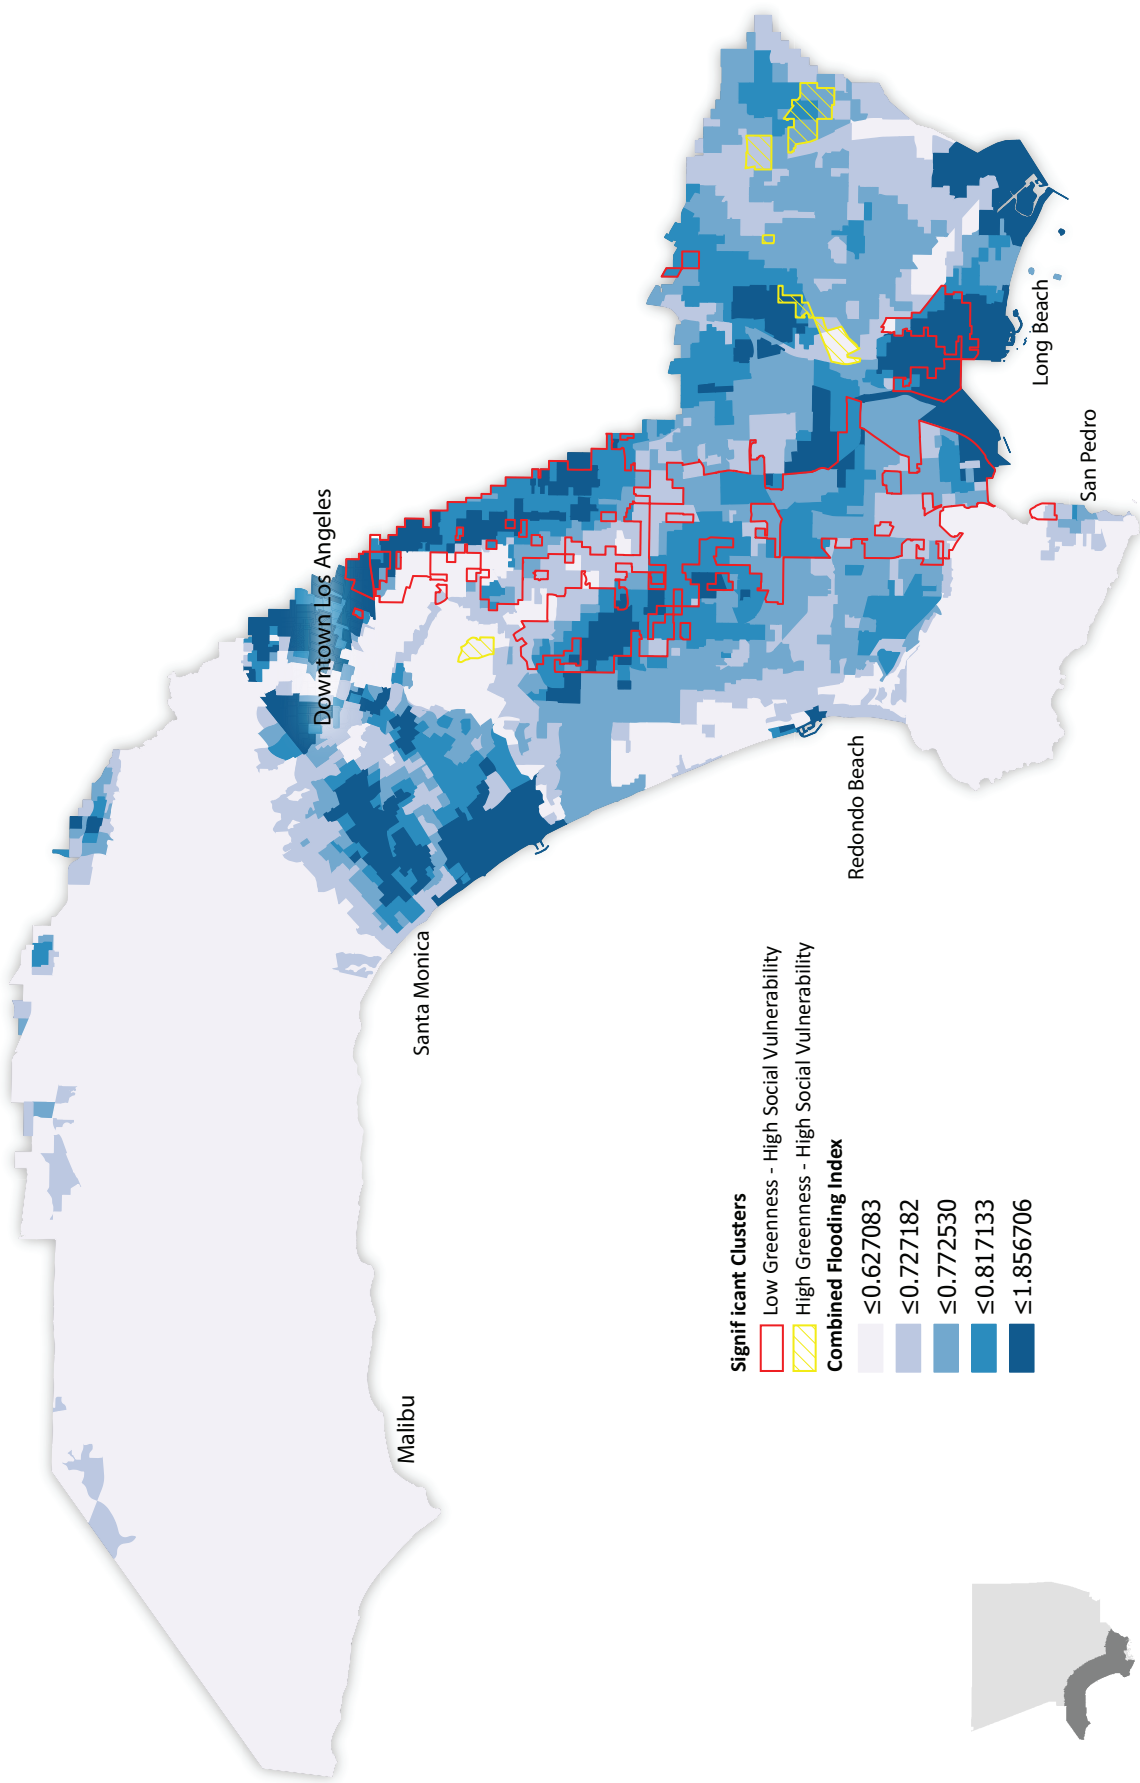 Downtown Los Angeles
Santa Monica
Malibu
Redondo Beach
Long Beach
San Pedro
Signif icant Clusters
Low Greenness - High Social Vulnerability
High Greenness - High Social Vulnerability
Combined Flooding Index
≤0.627083
≤0.727182
≤0.772530
≤0.817133
≤1.856706